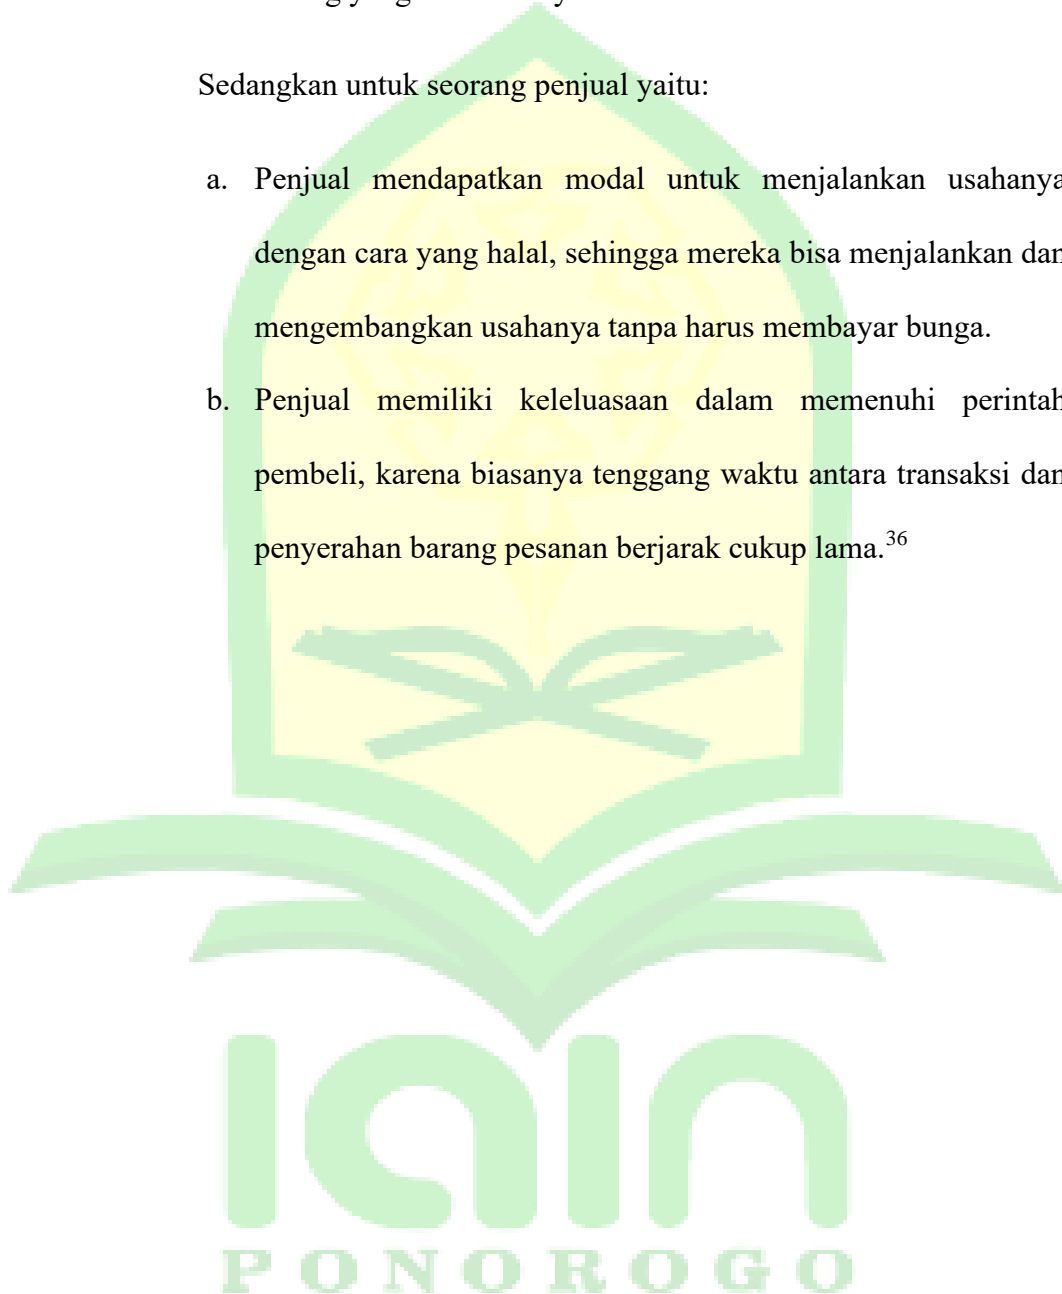 Sedangkan untuk seorang penjual yaitu:
a. Penjual mendapatkan modal untuk menjalankan usahanya
dengan cara yang halal, sehingga mereka bisa menjalankan dan
mengembangkan usahanya tanpa harus membayar bunga.
b. Penjual memiliki keleluasaan dalam memenuhi perintah
pembeli, karena biasanya tenggang waktu antara transaksi dan
penyerahan barang pesanan berjarak cukup lama.36
iain
PONOROGO